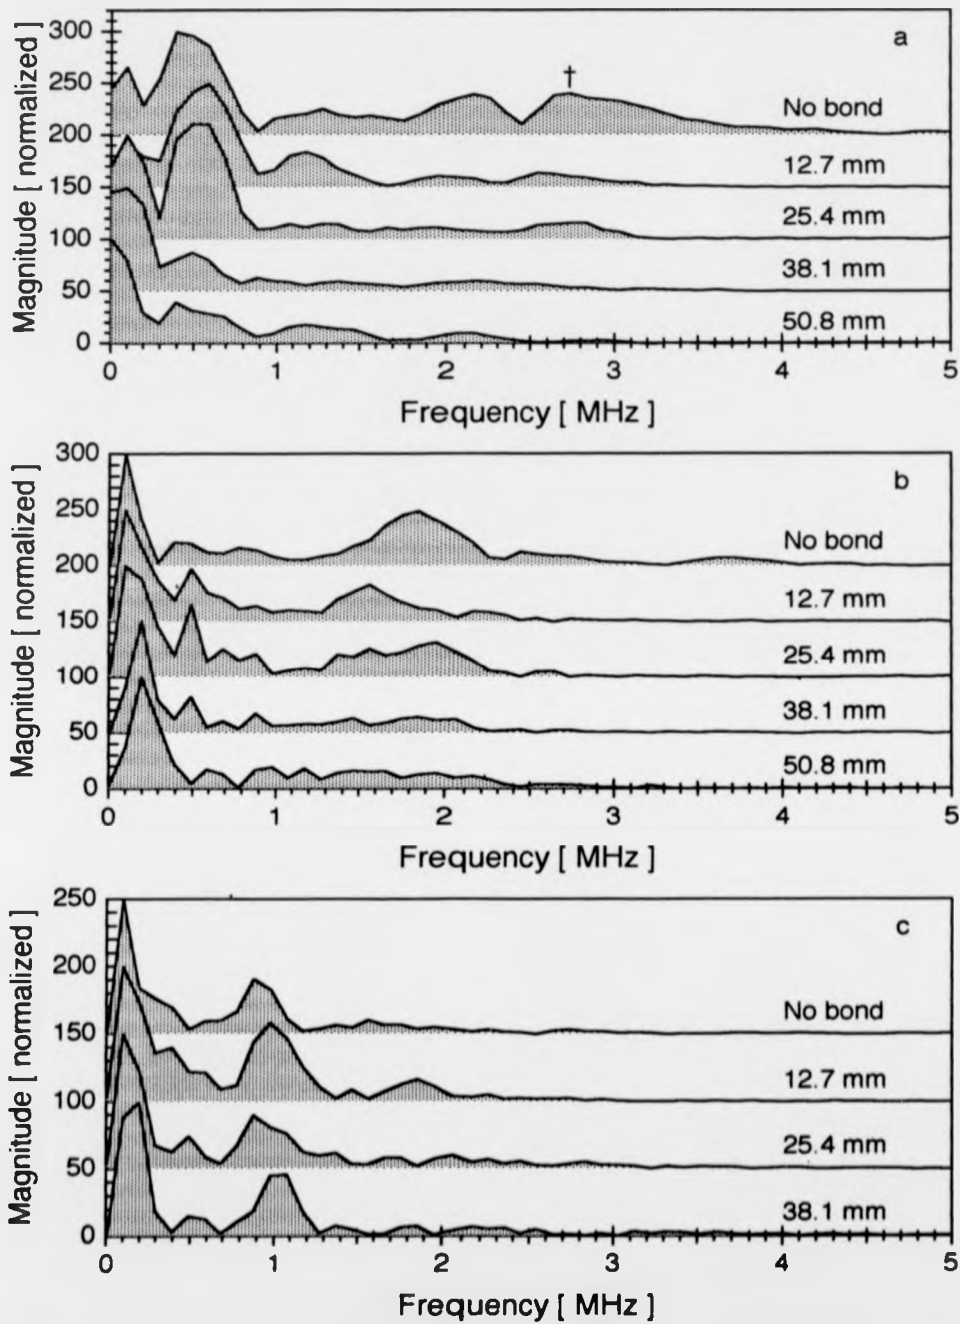 a
†
Magnitude [ normalized ]
300
250
200
150
100
50
0
No bond
12.7 mm
25.4 mm
38.1 mm
50.8 mm
0 1 2 3 4 5
Frequency [ MHz ]
b
Magnitude [ normalized ]
300
250
200
150
100
50
0
No bond
12.7 mm
25.4 mm
38.1 mm
50.8 mm
0 1 2 3 4 5
Frequency [ MHz ]
c
Magnitude [ normalized ]
250
200
150
100
50
0
No bond
12.7 mm
25.4 mm
38.1 mm
0 1 2 3 4 5
Frequency [ MHz ]